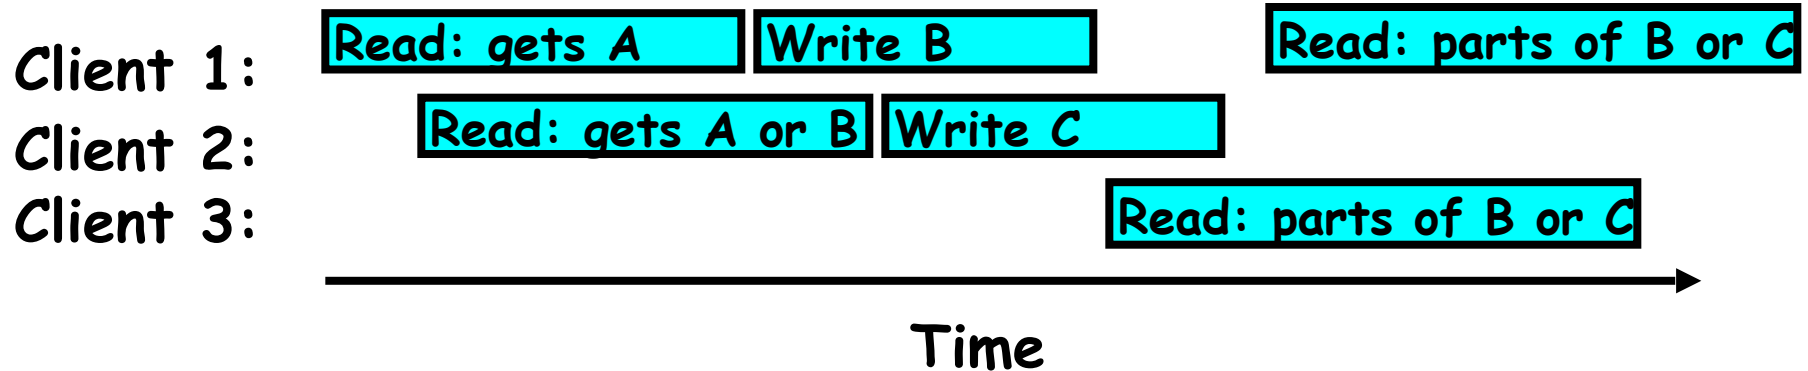 Client 1: Read: gets A Write B Read: parts of B or C
Client 2: Read: gets A or B Write C
Client 3: Read: parts of B or C
Time